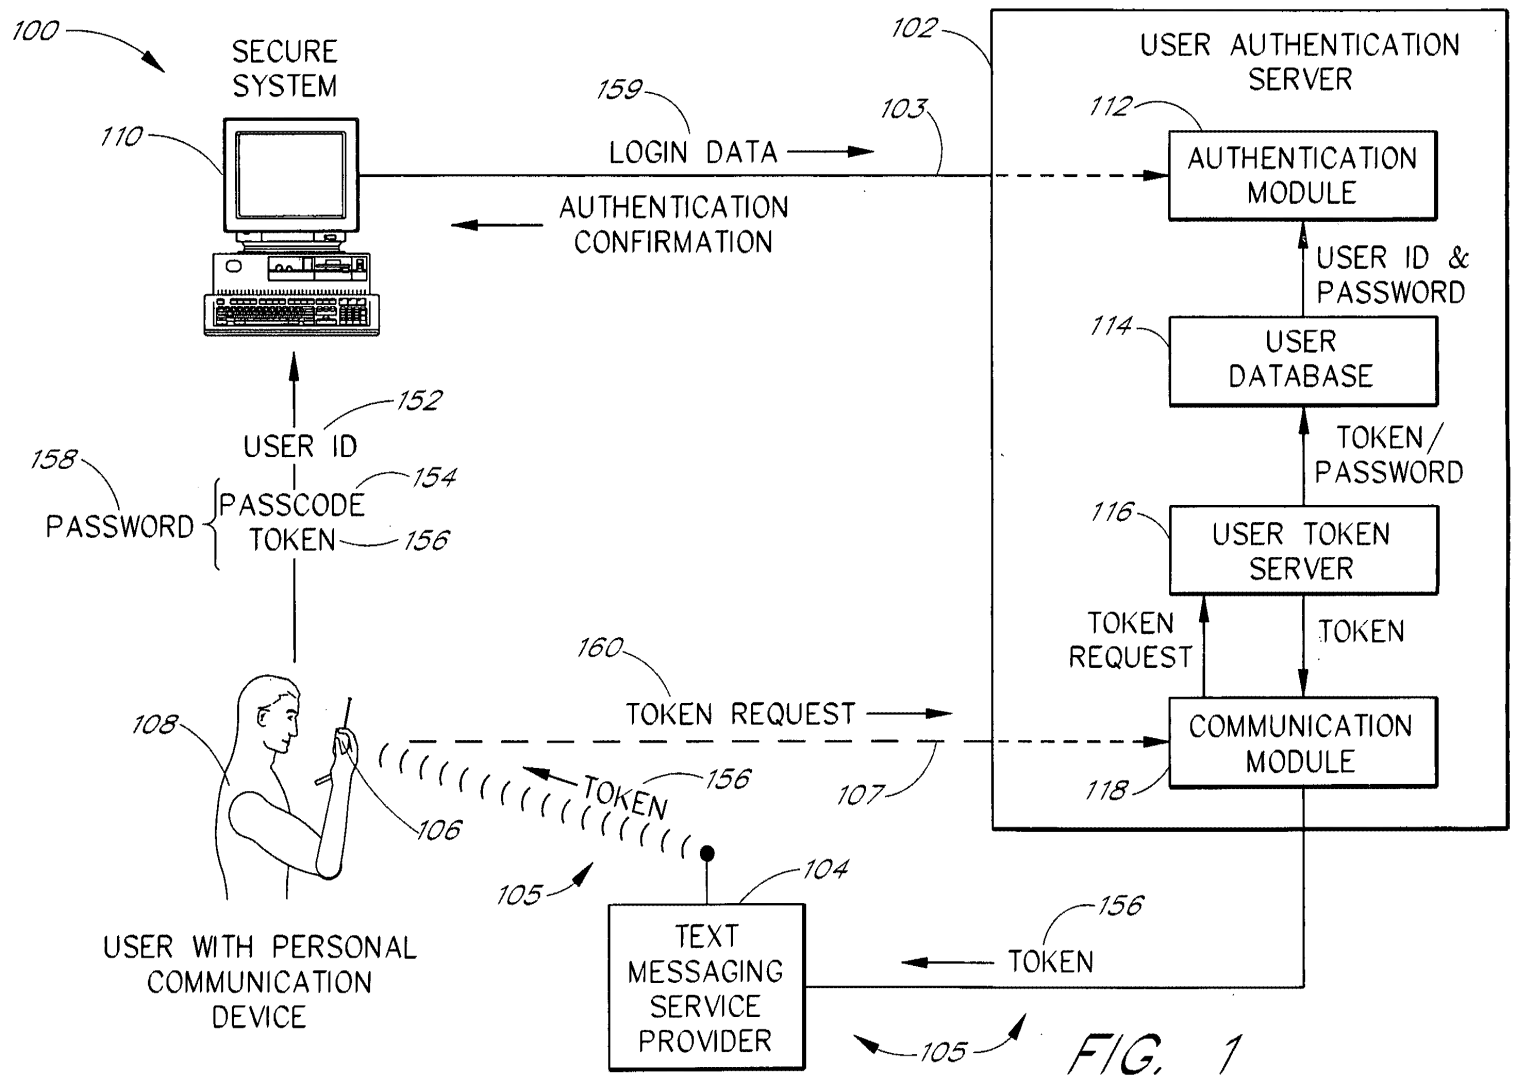 100
SECURE
SYSTEM
110
159
LOGIN DATA
103
AUTHENTICATION
CONFIRMATION
102
USER AUTHENTICATION
SERVER
112
AUTHENTICATION
MODULE
USER ID &
PASSWORD
114
USER
DATABASE
TOKEN/
PASSWORD
116
USER TOKEN
SERVER
TOKEN
REQUEST
TOKEN
COMMUNICATION
MODULE
118
152
USER ID
158
154
PASSWORD
PASSCODE
TOKEN
156
160
TOKEN REQUEST
107
108
106
TOKEN
156
105
104
TEXT
MESSAGING
SERVICE
PROVIDER
156
TOKEN
105
USER WITH PERSONAL
COMMUNICATION
DEVICE
FIG. 1